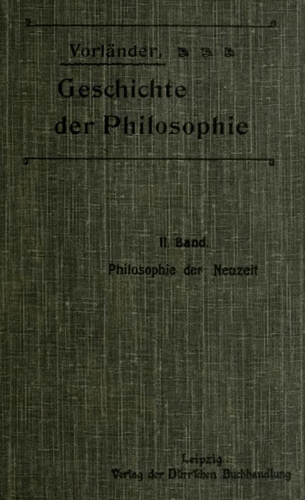 Vorländer,
Geschichte
der Philosophie
II. Band.
Philosophie der Neuzeit
Leipzig
Verlag der Dürr'schen Buchhandlung